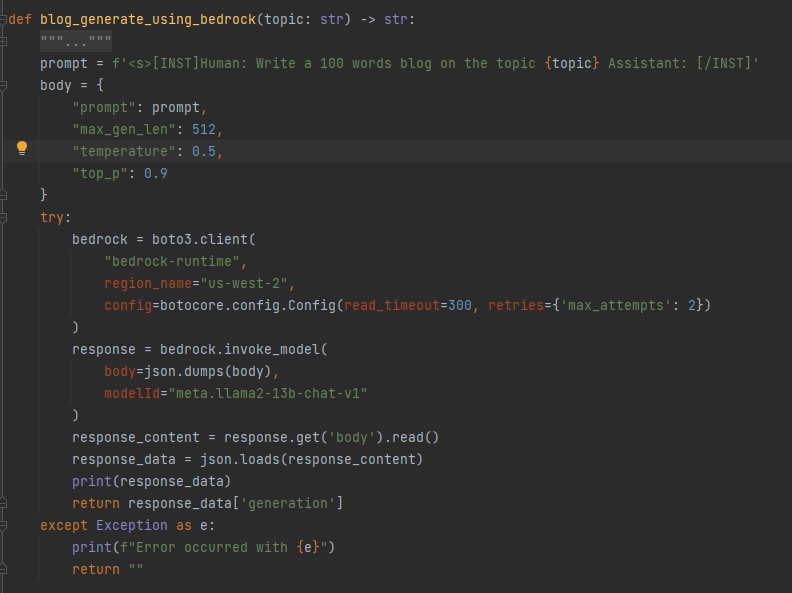 def blog_generate_using_bedrock(topic: str) -> str:
    """..."""
    prompt = f'<s>[INST]Human: Write a 100 words blog on the topic {topic} Assistant: [/INST]'
    body = {
        "prompt": prompt,
        "max_gen_len": 512,
        "temperature": 0.5,
        "top_p": 0.9
    }
    try:
        bedrock = boto3.client(
            "bedrock-runtime",
            region_name="us-west-2",
            config=botocore.config.Config(read_timeout=300, retries={'max_attempts': 2})
        )
        response = bedrock.invoke_model(
            body=json.dumps(body),
            modelId="meta.llama2-13b-chat-v1"
        )
        response_content = response.get('body').read()
        response_data = json.loads(response_content)
        print(response_data)
        return response_data['generation']
    except Exception as e:
        print(f"Error occurred with {e}")
        return ""